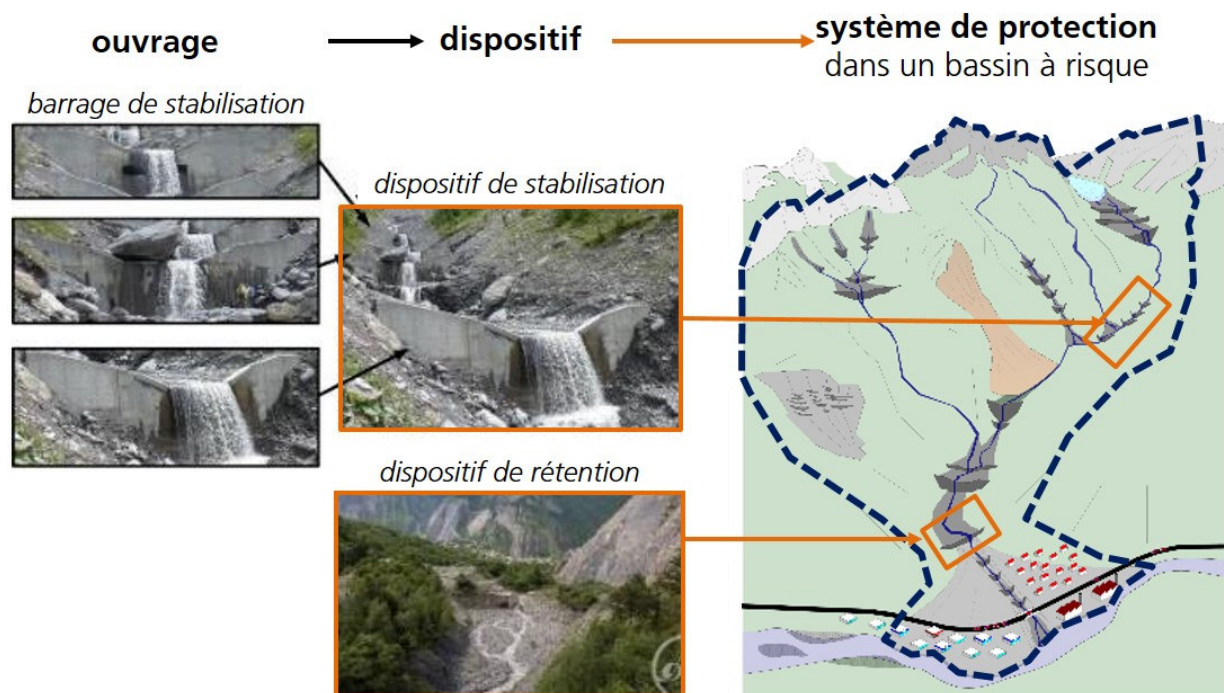 ouvrage
dispositif
système de protection
dans un bassin à risque
barrage de stabilisation
dispositif de stabilisation
dispositif de rétention